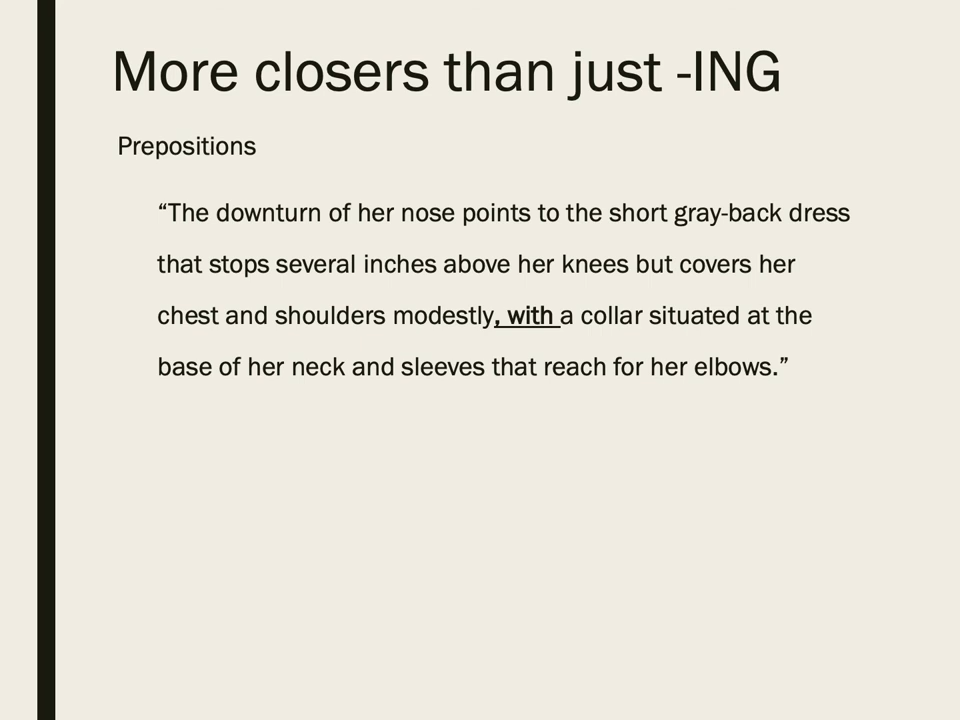 More closers than just -ING
Prepositions
“The downturn of her nose points to the short gray-back dress
that stops several inches above her knees but covers her
chest and shoulders modestly, with a collar situated at the
base of her neck and sleeves that reach for her elbows.”